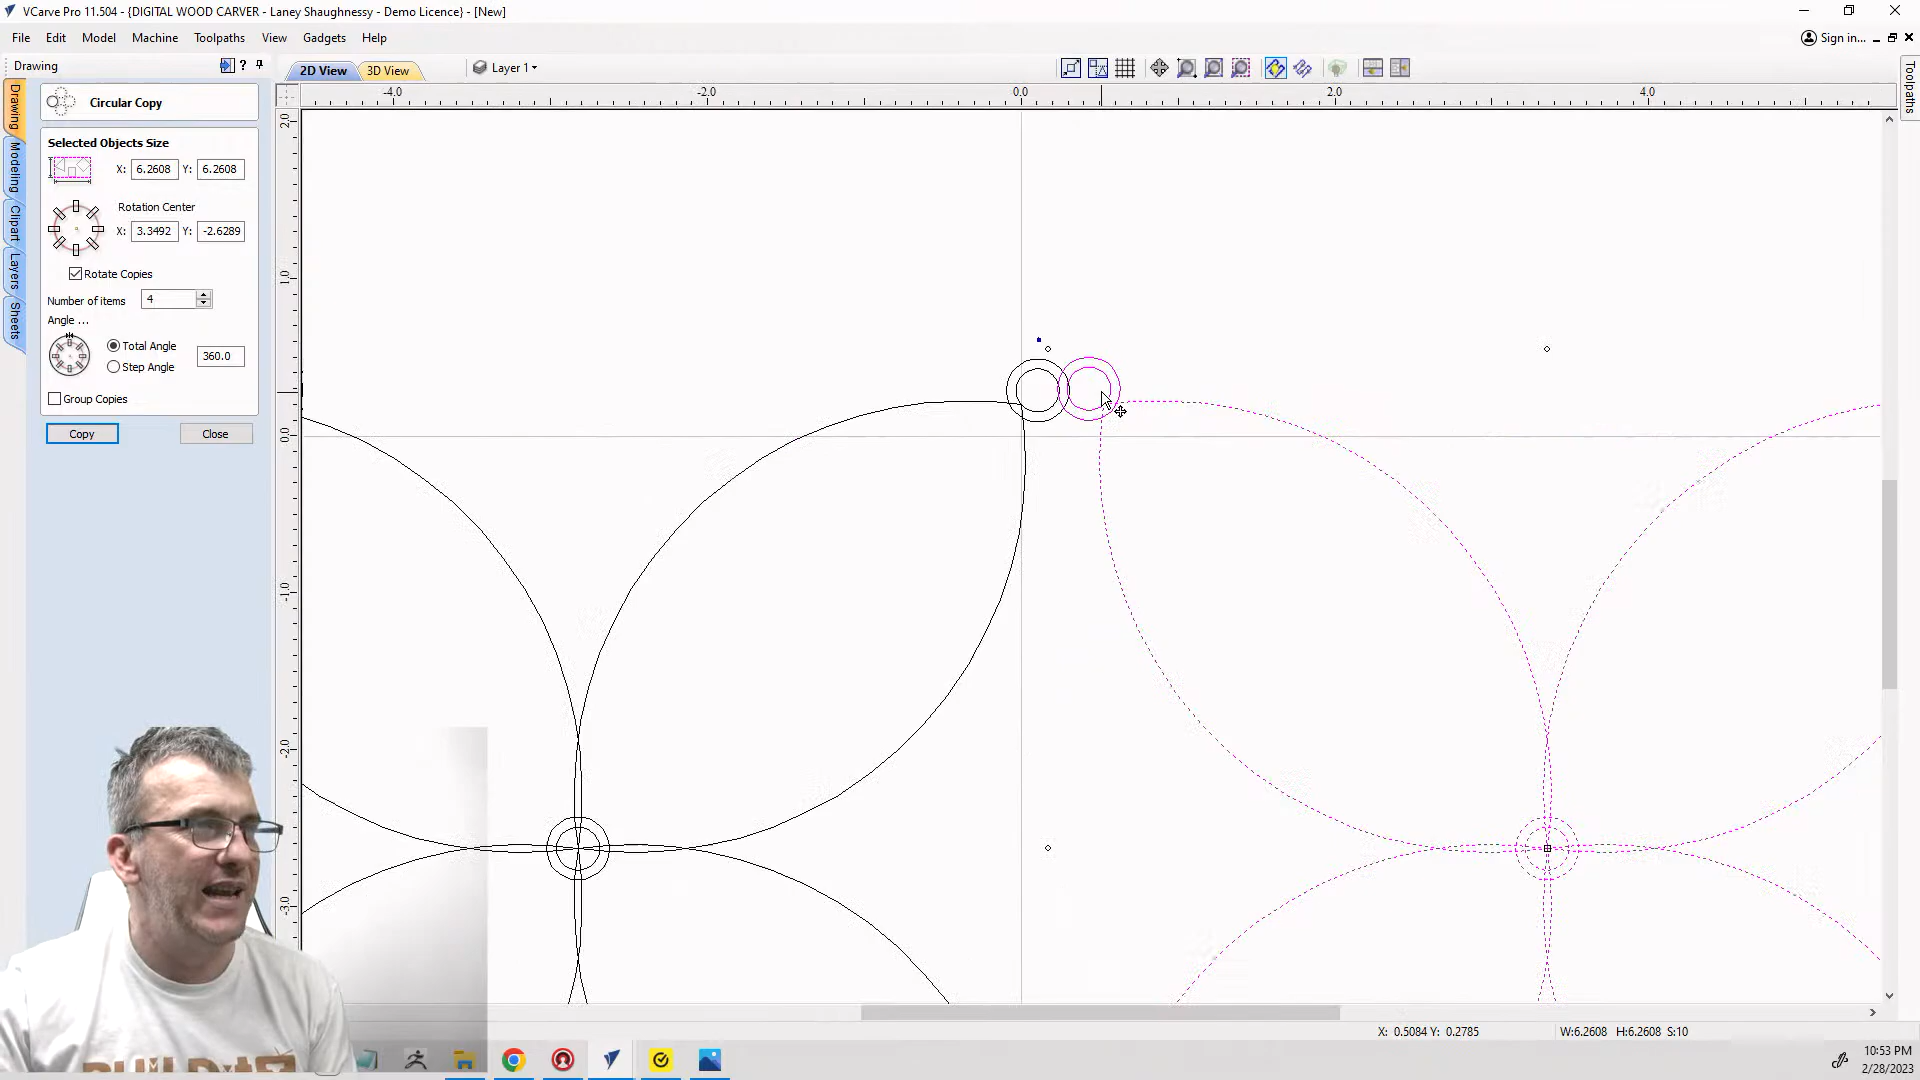 VCarve Pro 11.504 - {DIGITAL WOOD CARVER - Laney Shaughnessy - Demo Licence} - [New]
File Edit Model Machine Toolpaths View Gadgets Help
Sign in...
Drawing
2D View 3D View Layer 1
Drawing
Modeling
Clipart
Layers
Sheets
Toolpaths
-4.0 -2.0 0.0 2.0 4.0
2.0
1.0
0.0
-1.0
-2.0
-3.0
Circular Copy
Selected Objects Size
X: 6.2608 Y: 6.2608
Rotation Center
X: 3.3492 Y: -2.6289
Rotate Copies
Number of items 4
Angle ...
Total Angle 360.0
Step Angle
Group Copies
Copy Close
X: 0.5084 Y: 0.2785 W:6.2608 H:6.2608 S:10
10:53 PM
2/28/2023